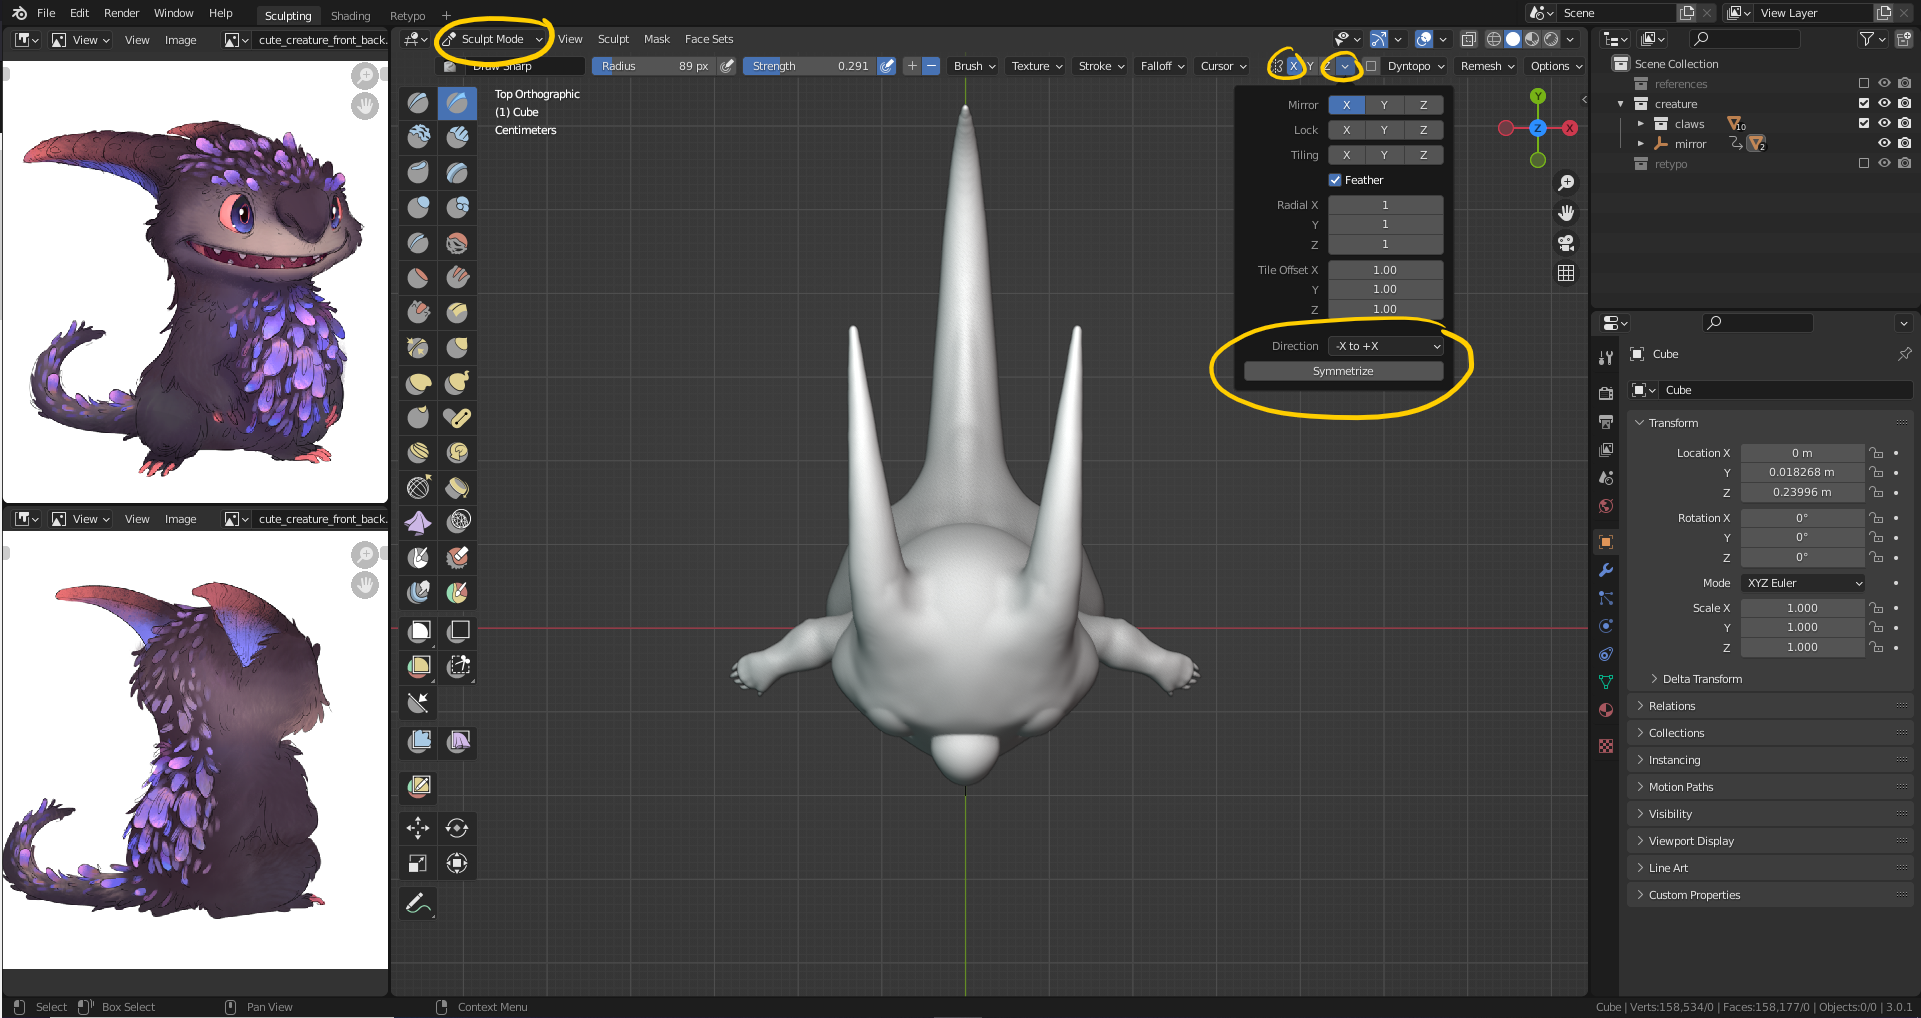 File Edit Render Window Help Sculpting Shading Retypo + Scene View Layer
View View Image cute_creature_front_back. Sculpt Mode View Sculpt Mask Face Sets
Draw Sharp Radius 89 px Strength 0.291 Brush Texture Stroke Falloff Cursor X Y Z Dyntopo Remesh Options
Top Orthographic
(1) Cube
Centimeters
Mirror X Y Z
Lock X Y Z
Tiling X Y Z
Feather
Radial X 1
Y 1
Z 1
Tile Offset X 1.00
Y 1.00
Z 1.00
Direction -X to +X
Symmetrize
Y
Z X
Scene Collection
references
creature
claws 10
mirror 2
retypo
View View Image cute_creature_front_back.
Cube
Cube
Transform
Location X 0 m
Y 0.018268 m
Z 0.23996 m
Rotation X 0°
Y 0°
Z 0°
Mode XYZ Euler
Scale X 1.000
Y 1.000
Z 1.000
Delta Transform
Relations
Collections
Instancing
Motion Paths
Visibility
Viewport Display
Line Art
Custom Properties
Select Box Select Pan View Context Menu Cube | Verts:158,534/0 | Faces:158,177/0 | Objects:0/0 | 3.0.1